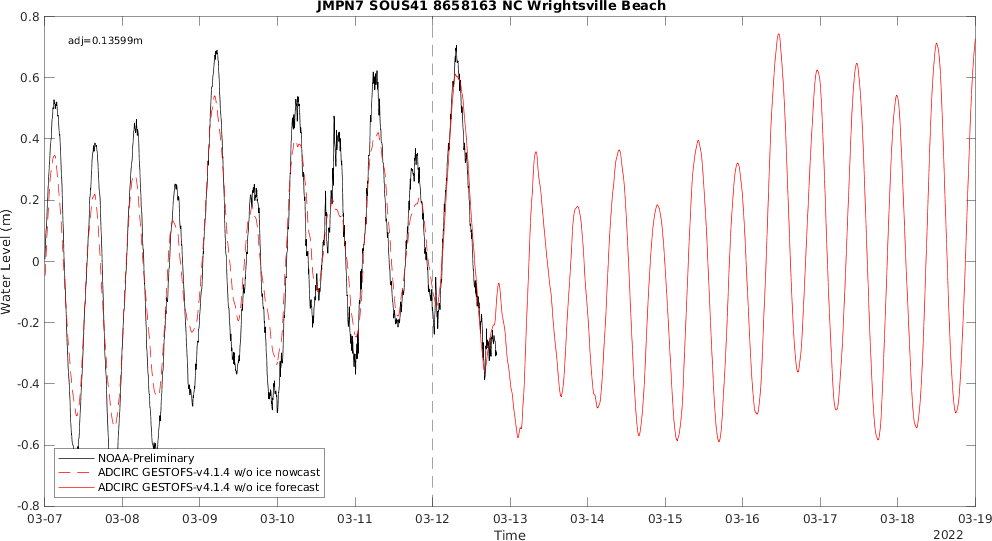 JMPN7 SOUS41 8658163 NC Wrightsville Beach
0.8
adj=0.13599m
0.6
0.4
0.2
0
-0.2
-0.4
-0.6
-0.8
Water Level (m)
NOAA-Preliminary
ADCIRC GESTOFS-v4.1.4 w/o ice nowcast
ADCIRC GESTOFS-v4.1.4 w/o ice forecast
03-07 03-08 03-09 03-10 03-11 03-12 03-13 03-14 03-15 03-16 03-17 03-18 03-19
Time
2022